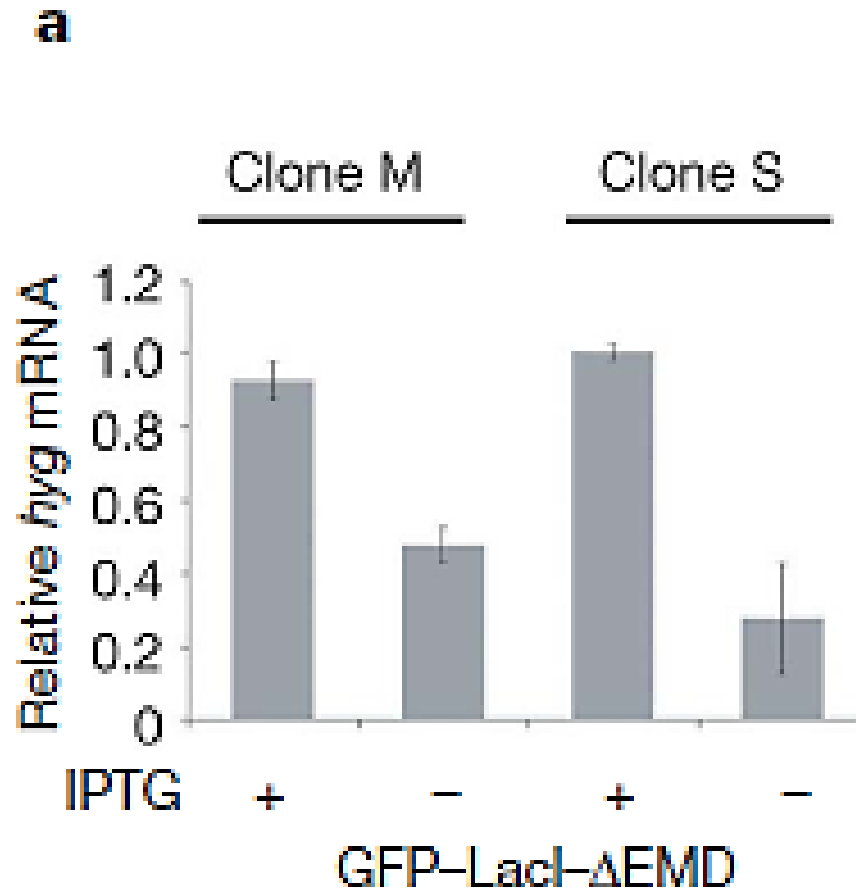 a
Clone M Clone S
Relative hyg mRNA
1.2
1.0
0.8
0.6
0.4
0.2
0
IPTG + − + −
GFP–LacI–ΔEMD